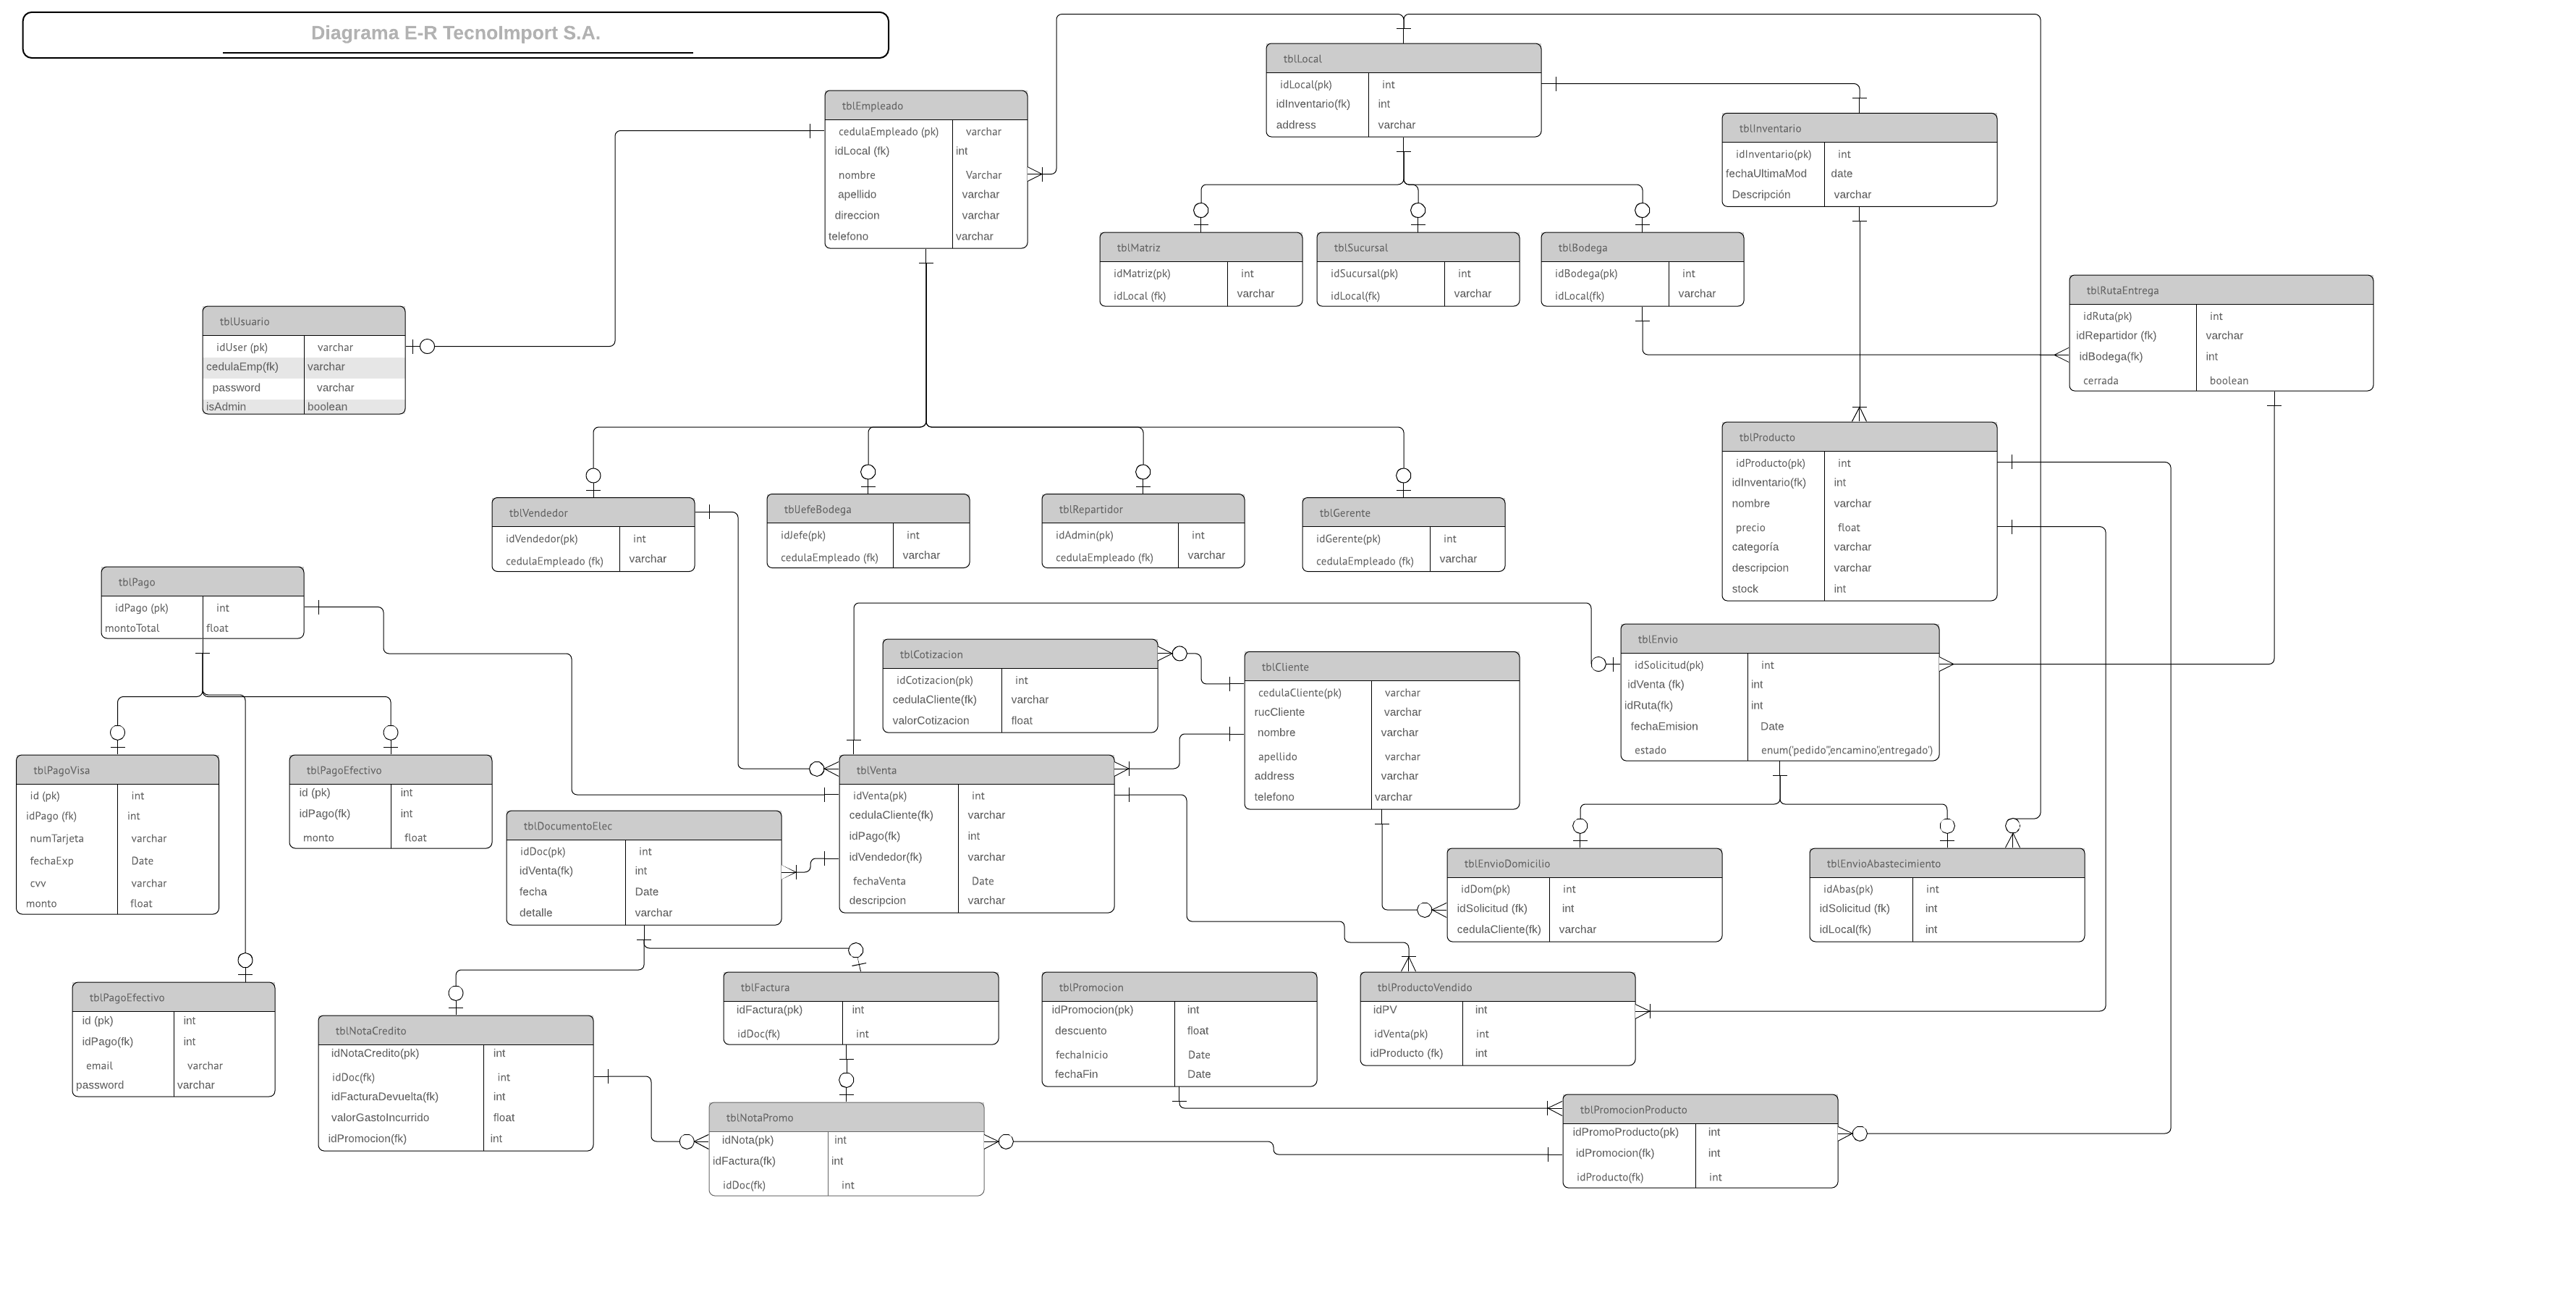 Diagrama E-R TecnoImport S.A.
tblLocal
idLocal(pk) int
idInventario(fk) int
address varchar
tblEmpleado
cedulaEmpleado (pk) varchar
idLocal (fk) int
nombre Varchar
apellido varchar
direccion varchar
telefono varchar
tblInventario
idInventario(pk) int
fechaUltimaMod date
Descripción varchar
tblMatriz
idMatriz(pk) int
idLocal (fk) varchar
tblSucursal
idSucursal(pk) int
idLocal(fk) varchar
tblBodega
idBodega(pk) int
idLocal(fk) varchar
tblRutaEntrega
idRuta(pk) int
idRepartidor (fk) varchar
idBodega(fk) int
cerrada boolean
tblUsuario
idUser (pk) varchar
cedulaEmp(fk) varchar
password varchar
isAdmin boolean
tblProducto
idProducto(pk) int
idInventario(fk) int
nombre varchar
precio float
categoría varchar
descripcion varchar
stock int
tblVendedor
idVendedor(pk) int
cedulaEmpleado (fk) varchar
tblJefeBodega
idJefe(pk) int
cedulaEmpleado (fk) varchar
tblRepartidor
idAdmin(pk) int
cedulaEmpleado (fk) varchar
tblGerente
idGerente(pk) int
cedulaEmpleado (fk) varchar
tblPago
idPago (pk) int
montoTotal float
tblCotizacion
idCotizacion(pk) int
cedulaCliente(fk) varchar
valorCotizacion float
tblCliente
cedulaCliente(pk) varchar
rucCliente varchar
nombre varchar
apellido varchar
address varchar
telefono varchar
tblEnvio
idSolicitud(pk) int
idVenta (fk) int
idRuta(fk) int
fechaEmision Date
estado enum('pedido','encamino','entregado')
tblPagoVisa
id (pk) int
idPago (fk) int
numTarjeta varchar
fechaExp Date
cvv varchar
monto float
tblPagoEfectivo
id (pk) int
idPago(fk) int
monto float
tblDocumentoElec
idDoc(pk) int
idVenta(fk) int
fecha Date
detalle varchar
tblVenta
idVenta(pk) int
cedulaCliente(fk) varchar
idPago(fk) int
idVendedor(fk) varchar
fechaVenta Date
descripcion varchar
tblEnvioDomicilio
idDom(pk) int
idSolicitud (fk) int
cedulaCliente(fk) varchar
tblEnvioAbastecimiento
idAbas(pk) int
idSolicitud (fk) int
idLocal(fk) int
tblPagoEfectivo
id (pk) int
idPago(fk) int
email varchar
password varchar
tblNotaCredito
idNotaCredito(pk) int
idDoc(fk) int
idFacturaDevuelta(fk) int
valorGastoIncurrido float
idPromocion(fk) int
tblFactura
idFactura(pk) int
idDoc(fk) int
tblPromocion
idPromocion(pk) int
descuento float
fechaInicio Date
fechaFin Date
tblProductoVendido
idPV int
idVenta(pk) int
idProducto (fk) int
tblNotaPromo
idNota(pk) int
idFactura(fk) int
idDoc(fk) int
tblPromocionProducto
idPromoProducto(pk) int
idPromocion(fk) int
idProducto(fk) int